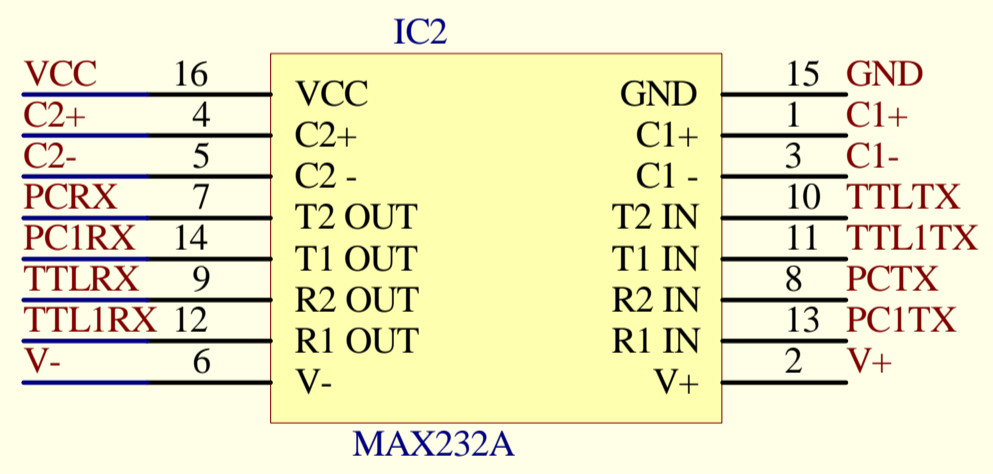 IC2
VCC 16 VCC GND 15 GND
C2+ 4 C2+ C1+ 1 C1+
C2- 5 C2 - C1 - 3 C1-
PCRX 7 T2 OUT T2 IN 10 TTLTX
PC1RX 14 T1 OUT T1 IN 11 TTL1TX
TTLRX 9 R2 OUT R2 IN 8 PCTX
TTL1RX 12 R1 OUT R1 IN 13 PC1TX
V- 6 V- V+ 2 V+
MAX232A